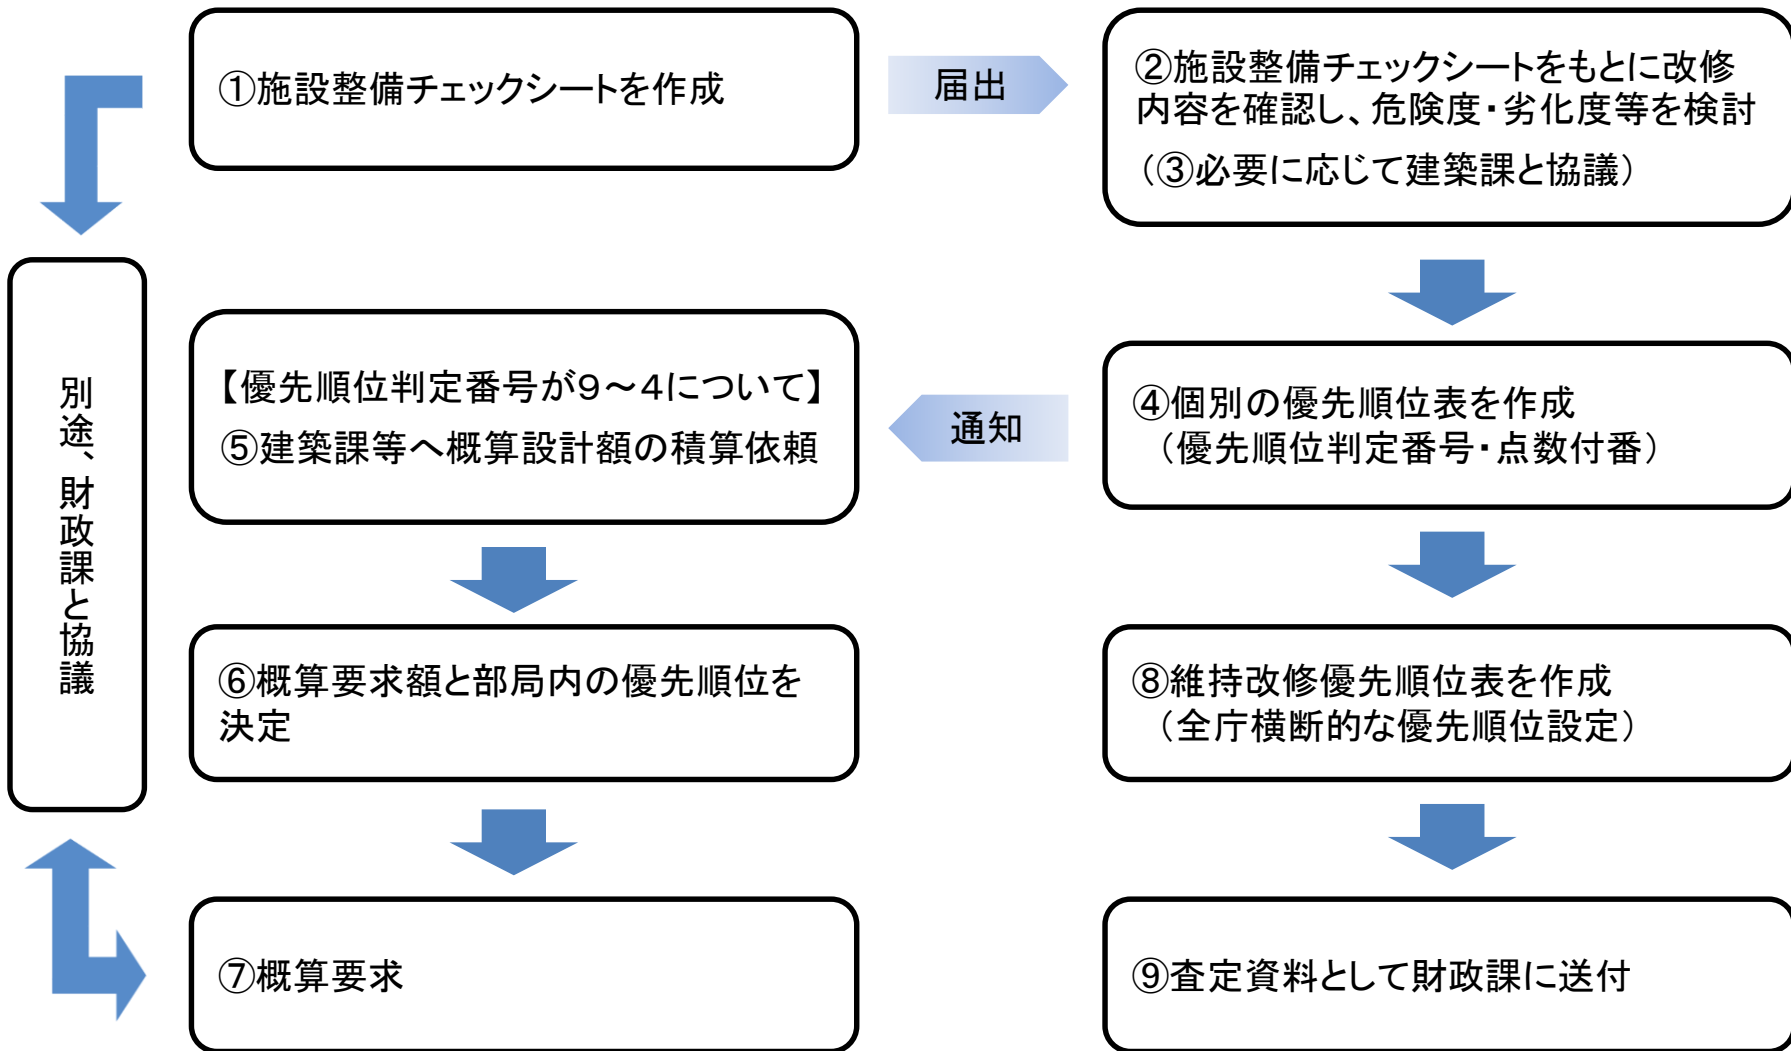 ①施設整備チェックシートを作成
届出
②施設整備チェックシートをもとに改修
内容を確認し、危険度・劣化度等を検討
（③必要に応じて建築課と協議）
別途、財政課と協議
【優先順位判定番号が９～４について】
⑤建築課等へ概算設計額の積算依頼
通知
④個別の優先順位表を作成
（優先順位判定番号・点数付番）
⑥概算要求額と部局内の優先順位を
決定
⑧維持改修優先順位表を作成
（全庁横断的な優先順位設定）
⑦概算要求
⑨査定資料として財政課に送付